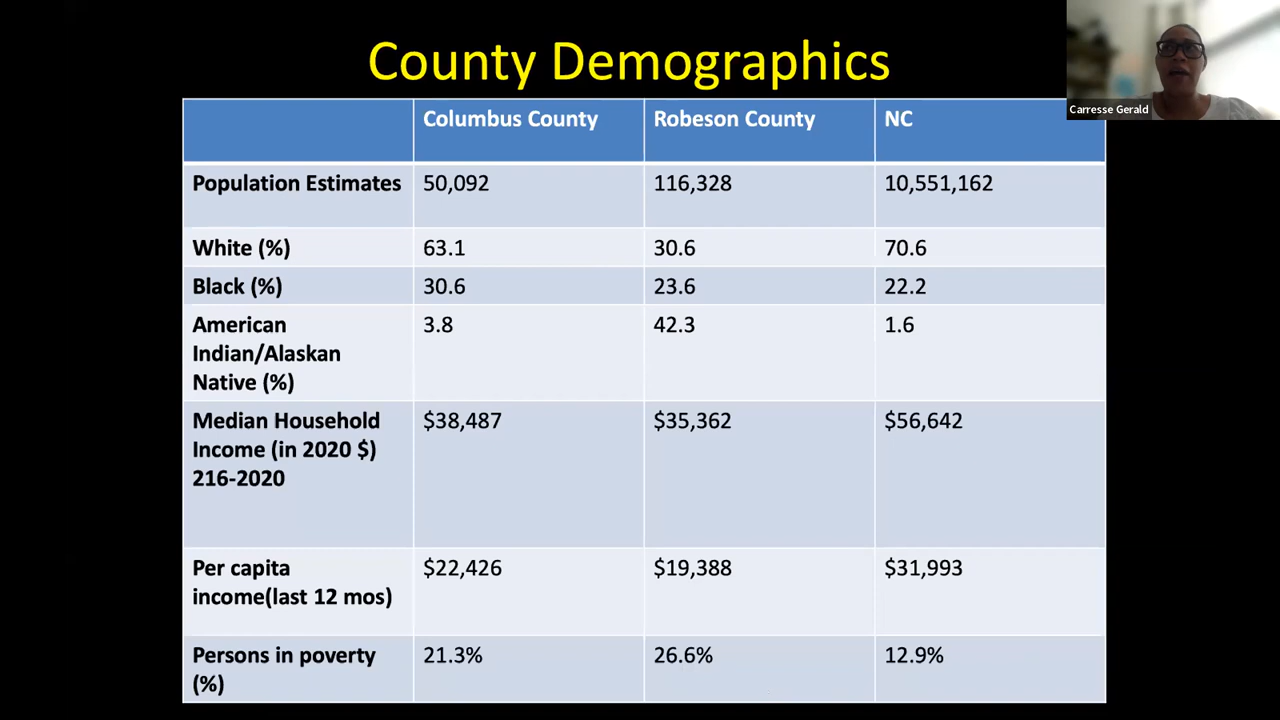 County Demographics
Carresse Gerald
Columbus County Robeson County NC
Population Estimates 50,092 116,328 10,551,162
White (%) 63.1 30.6 70.6
Black (%) 30.6 23.6 22.2
American 3.8 42.3 1.6
Indian/Alaskan
Native (%)
Median Household $38,487 $35,362 $56,642
Income (in 2020 $)
216-2020
Per capita $22,426 $19,388 $31,993
income(last 12 mos)
Persons in poverty 21.3% 26.6% 12.9%
(%)